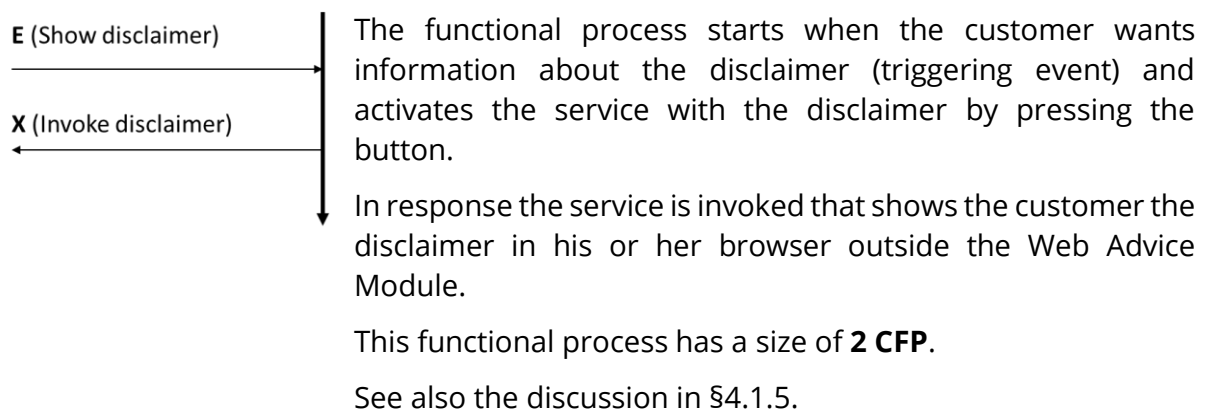 E (Show disclaimer)
X (Invoke disclaimer)
The functional process starts when the customer wants
information about the disclaimer (triggering event) and
activates the service with the disclaimer by pressing the
button.
In response the service is invoked that shows the customer the
disclaimer in his or her browser outside the Web Advice
Module.
This functional process has a size of 2 CFP.
See also the discussion in §4.1.5.